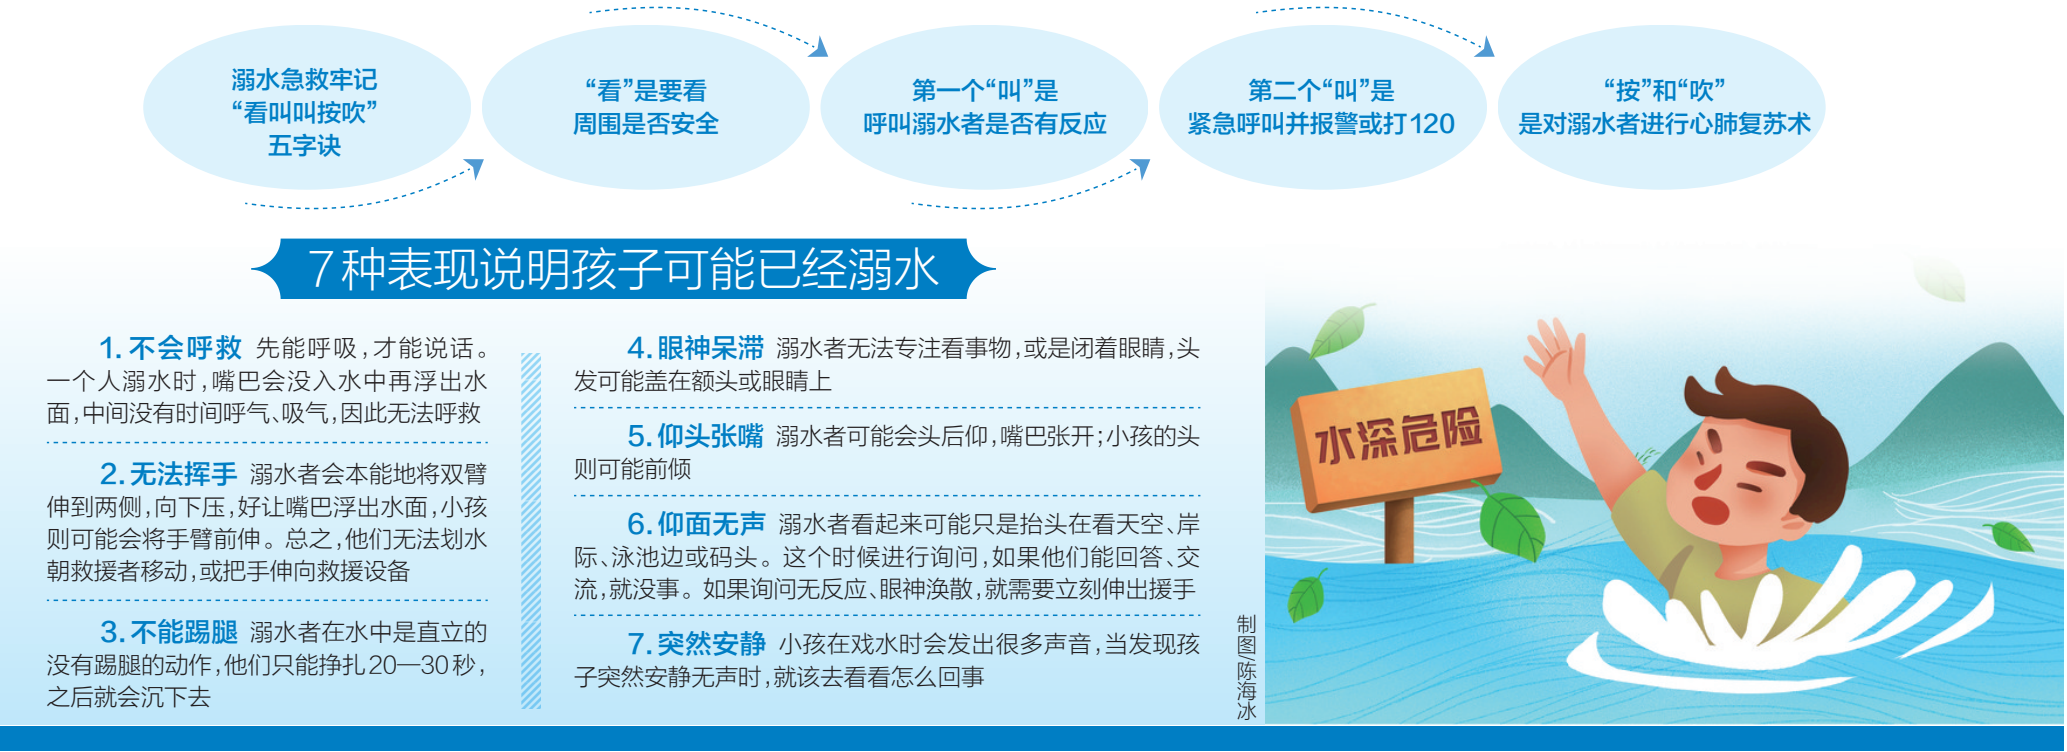 溺水急救牢记
“看叫叫按吹”
五字诀
“看”是要看
周围是否安全
第一个“叫”是
呼叫溺水者是否有反应
第二个“叫”是
紧急呼叫并报警或打120
“按”和“吹”
是对溺水者进行心肺复苏术
7种表现说明孩子可能已经溺水
1.不会呼救 先能呼吸,才能说话。
一个人溺水时,嘴巴会没入水中再浮出水
面,中间没有时间呼气、吸气,因此无法呼救
2.无法挥手 溺水者会本能地将双臂
伸到两侧,向下压,好让嘴巴浮出水面,小孩
则可能会将手臂前伸。总之,他们无法划水
朝救援者移动,或把手伸向救援设备
3.不能踢腿 溺水者在水中是直立的
没有踢腿的动作,他们只能挣扎20—30秒,
之后就会沉下去
4.眼神呆滞 溺水者无法专注看事物,或是闭着眼睛,头
发可能盖在额头或眼睛上
5.仰头张嘴 溺水者可能会头后仰,嘴巴张开;小孩的头
则可能前倾
6.仰面无声 溺水者看起来可能只是抬头在看天空、岸
际、泳池边或码头。这个时候进行询问,如果他们能回答、交
流,就没事。如果询问无反应、眼神涣散,就需要立刻伸出援手
7.突然安静 小孩在戏水时会发出很多声音,当发现孩
子突然安静无声时,就该去看看怎么回事
制图/陈海冰
水深危险